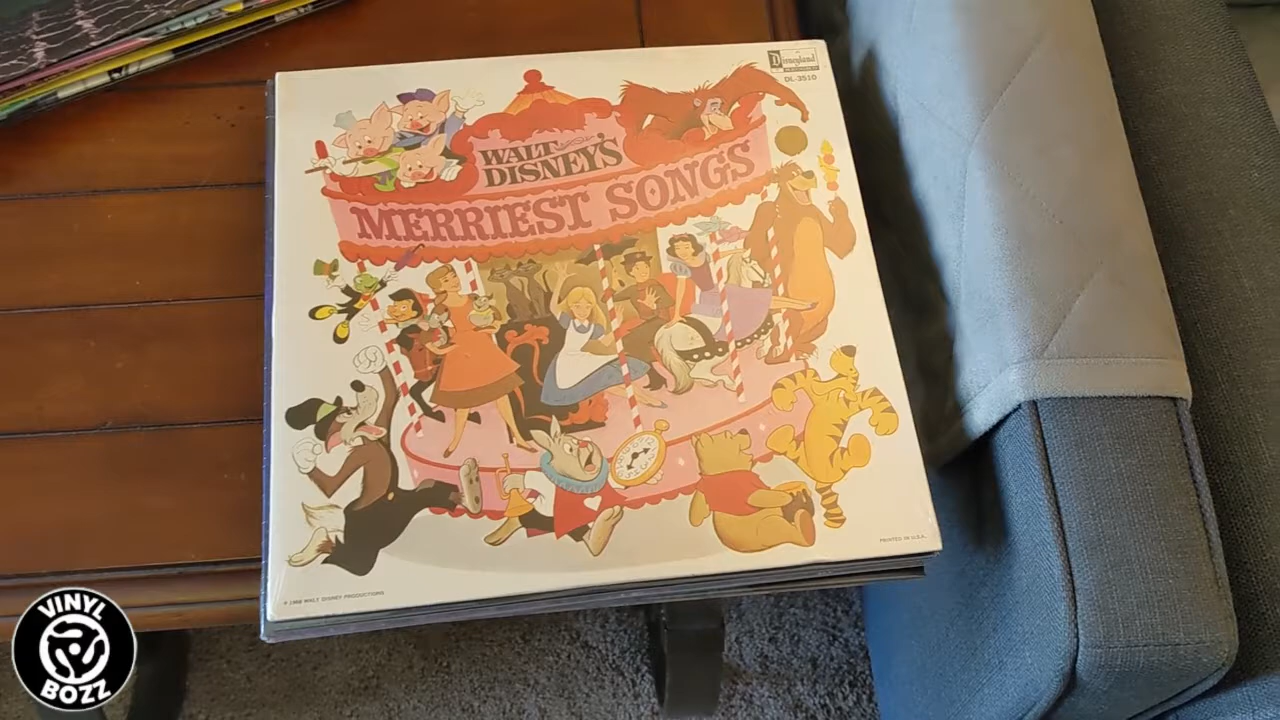 Disneyland
DL-3510
WALT
DISNEY'S
MERRIEST SONGS
PRINTED IN U.S.A.
© 1968 WALT DISNEY PRODUCTIONS
VINYL
BOZZ